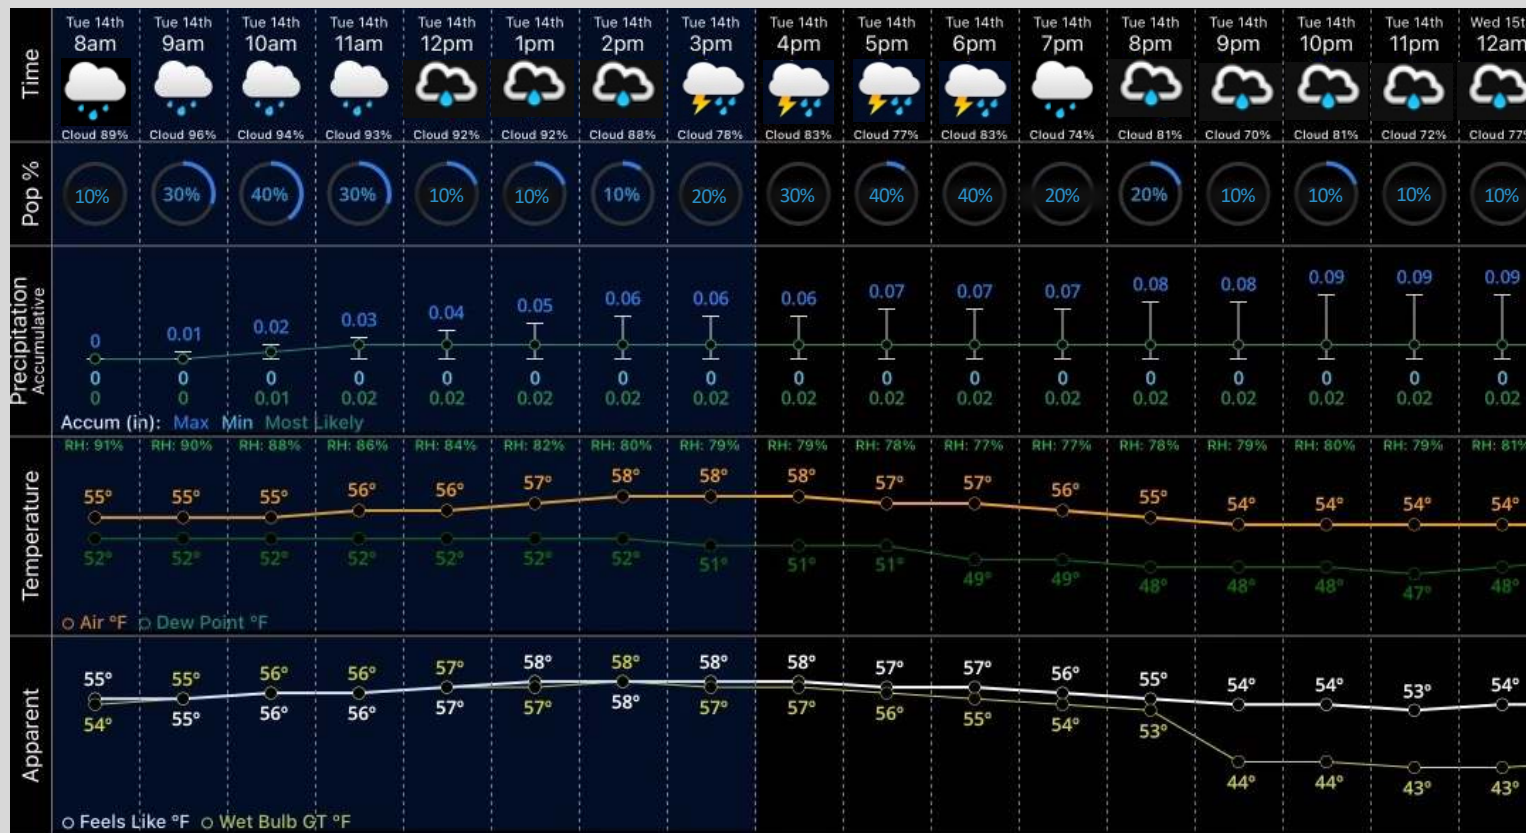 Time
Tue 14th Tue 14th Tue 14th Tue 14th Tue 14th Tue 14th Tue 14th Tue 14th Tue 14th Tue 14th Tue 14th Tue 14th Tue 14th Tue 14th Tue 14th Tue 14th Wed 15t
8am 9am 10am 11am 12pm 1pm 2pm 3pm 4pm 5pm 6pm 7pm 8pm 9pm 10pm 11pm 12am
Cloud 89% Cloud 96% Cloud 94% Cloud 93% Cloud 92% Cloud 92% Cloud 88% Cloud 78% Cloud 83% Cloud 77% Cloud 83% Cloud 74% Cloud 81% Cloud 70% Cloud 81% Cloud 72% Cloud 77%
Pop %
10% 30% 40% 30% 10% 10% 10% 20% 30% 40% 40% 20% 20% 10% 10% 10% 10%
Precipitation
Accumulative
0 0.01 0.02 0.03 0.04 0.05 0.06 0.06 0.06 0.07 0.07 0.07 0.08 0.08 0.09 0.09 0.09
0 0 0 0 0 0 0 0 0 0 0 0 0 0 0 0 0
0 0 0.01 0.02 0.02 0.02 0.02 0.02 0.02 0.02 0.02 0.02 0.02 0.02 0.02 0.02 0.02
Accum (in): Max Min Most Likely
Temperature
RH: 91% RH: 90% RH: 88% RH: 86% RH: 84% RH: 82% RH: 80% RH: 79% RH: 79% RH: 78% RH: 77% RH: 77% RH: 78% RH: 79% RH: 80% RH: 79% RH: 81%
55° 55° 55° 56° 56° 57° 58° 58° 58° 57° 57° 56° 55° 54° 54° 54° 54°
52° 52° 52° 52° 52° 52° 52° 51° 51° 51° 49° 49° 48° 48° 48° 47° 48°
Air °F Dew Point °F
Apparent
55° 55° 56° 56° 57° 58° 58° 58° 58° 57° 57° 56° 55° 54° 54° 53° 54°
54° 55° 56° 56° 57° 57° 58° 57° 57° 56° 55° 54° 53° 44° 44° 43° 43°
Feels Like °F Wet Bulb GT °F